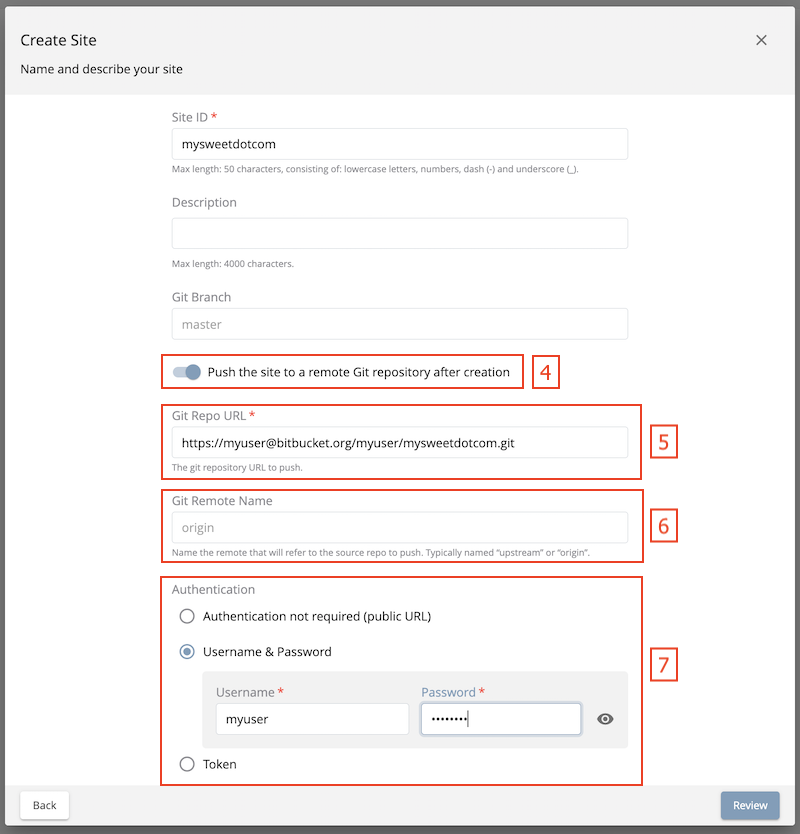 Create Site
Name and describe your site
Site ID *
mysweetdotcom
Max length: 50 characters, consisting of: lowercase letters, numbers, dash (-) and underscore (_).
Description
Max length: 4000 characters.
Git Branch
master
Push the site to a remote Git repository after creation
4
Git Repo URL *
https://myuser@bitbucket.org/myuser/mysweetdotcom.git
5
The git repository URL to push.
Git Remote Name
origin
6
Name the remote that will refer to the source repo to push. Typically named “upstream” or “origin”.
Authentication
Authentication not required (public URL)
Username & Password
7
Username * Password *
myuser ••••••••
Token
Back Review